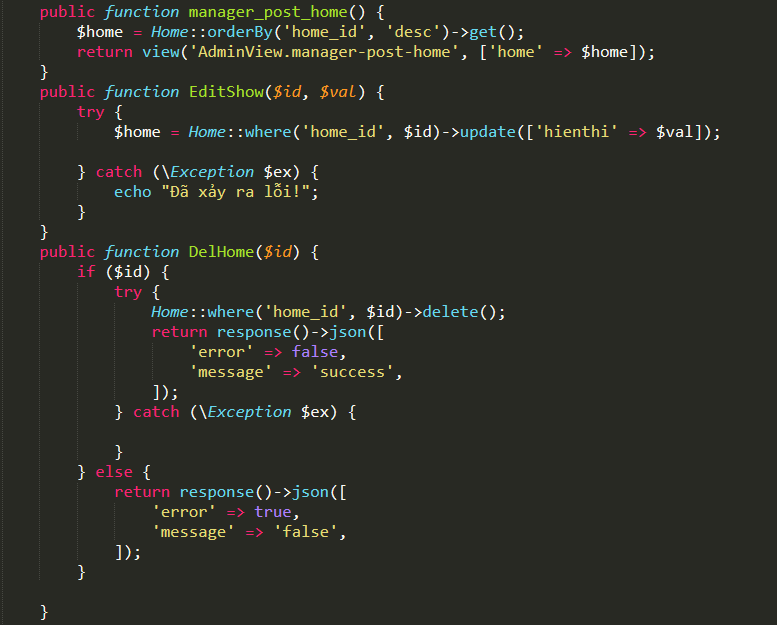 public function manager_post_home() {
$home = Home::orderBy('home_id', 'desc')->get();
return view('AdminView.manager-post-home', ['home' => $home]);
}
public function EditShow($id, $val) {
try {
$home = Home::where('home_id', $id)->update(['hienthi' => $val]);
} catch (\Exception $ex) {
echo "Đã xảy ra lỗi!";
}
}
public function DelHome($id) {
if ($id) {
try {
Home::where('home_id', $id)->delete();
return response()->json([
'error' => false,
'message' => 'success',
]);
} catch (\Exception $ex) {
}
} else {
return response()->json([
'error' => true,
'message' => 'false',
]);
}
}